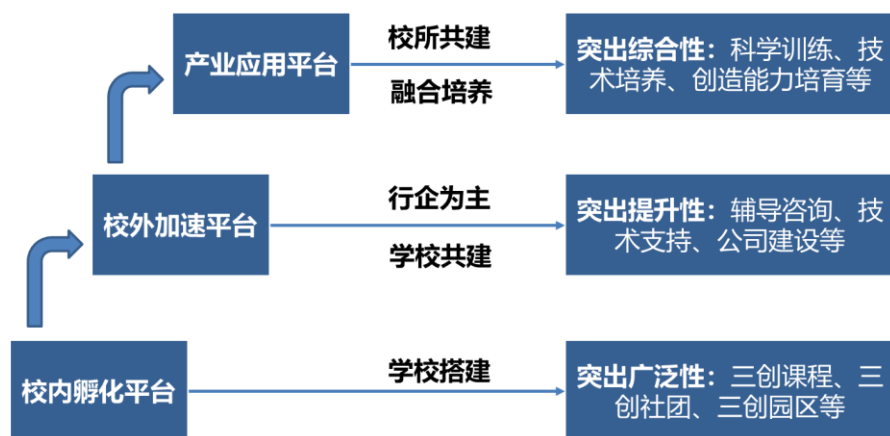 产业应用平台
校所共建
融合培养
突出综合性：科学训练、技
术培养、创造能力培育等
校外加速平台
行企为主
学校共建
突出提升性：辅导咨询、技
术支持、公司建设等
校内孵化平台
学校搭建
突出广泛性：三创课程、三
创社团、三创园区等